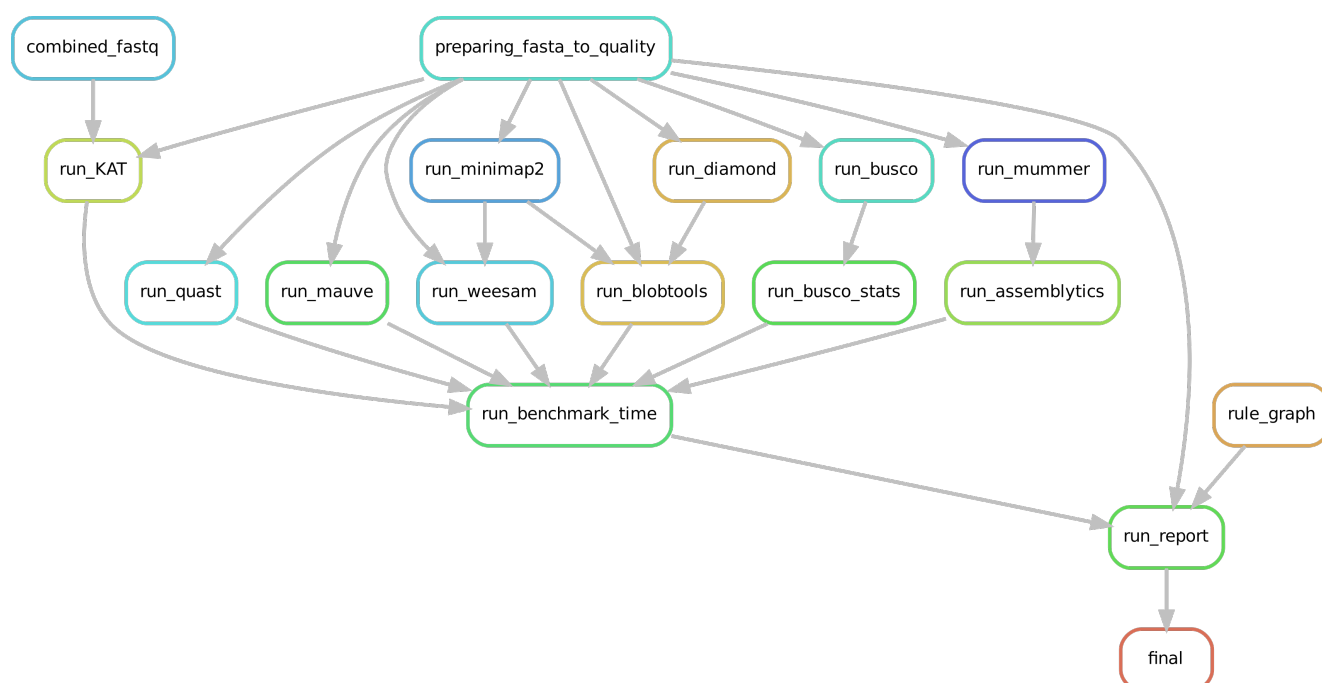 combined_fastq
preparing_fasta_to_quality
run_KAT
run_minimap2
run_diamond
run_busco
run_mummer
run_quast
run_mauve
run_weesam
run_blobtools
run_busco_stats
run_assemblytics
run_benchmark_time
rule_graph
run_report
final